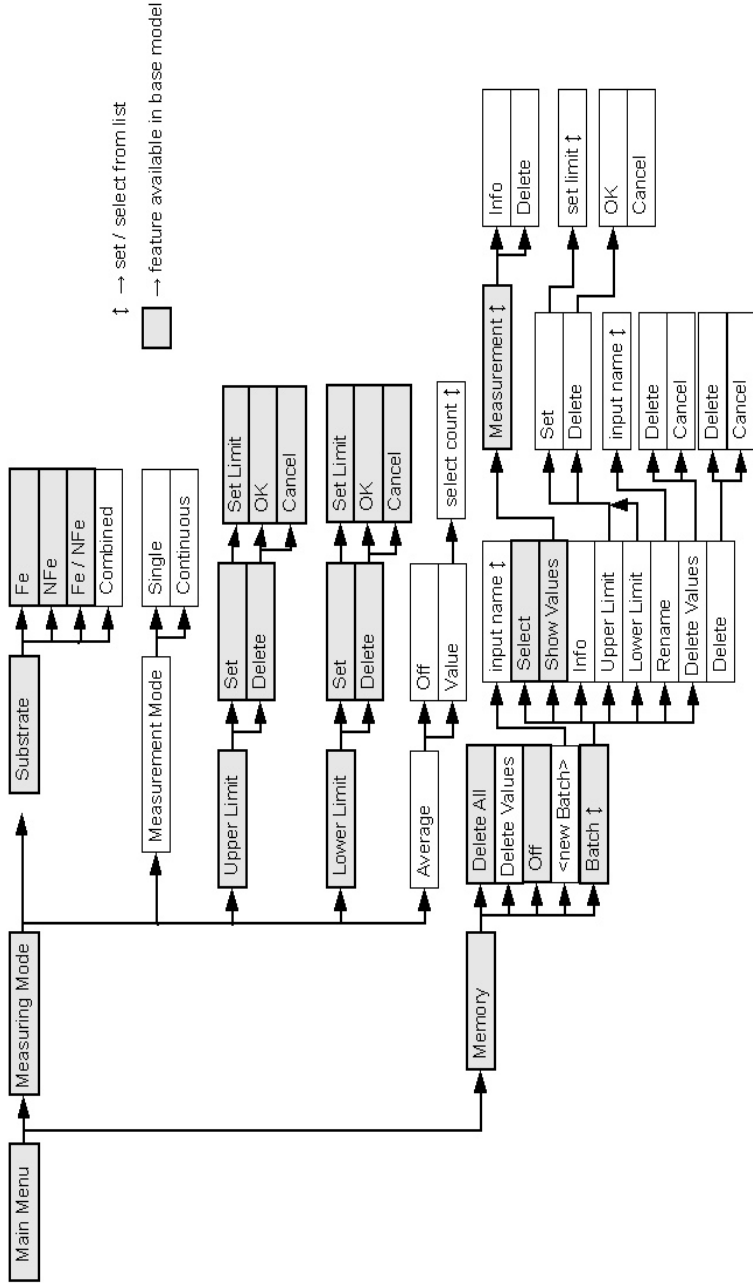 Main Menu
Measuring Mode
Substrate
Fe
NFe
Fe / NFe
Combined
↕ → set / select from list
→ feature available in base model
Measurement Mode
Single
Continuous
Upper Limit
Set
Delete
Set Limit
OK
Cancel
Lower Limit
Set
Delete
Set Limit
OK
Cancel
Average
Off
Value
select count ↕
Memory
Delete All
Delete Values
Off
<new Batch>
Batch ↕
input name ↕
Select
Show Values
Info
Upper Limit
Lower Limit
Rename
Delete Values
Delete
Measurement ↕
Info
Delete
Set
Delete
set limit ↕
OK
Cancel
input name ↕
Delete
Cancel
Delete
Cancel